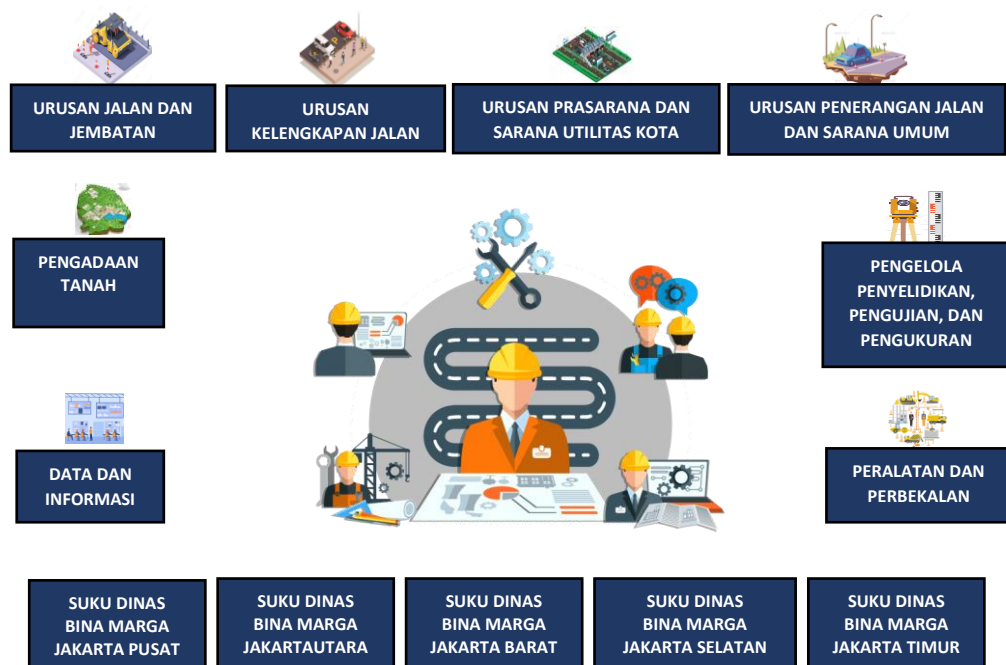 URUSAN JALAN DAN
JEMBATAN
URUSAN
KELENGKAPAN JALAN
URUSAN PRASARANA DAN
SARANA UTILITAS KOTA
URUSAN PENERANGAN JALAN
DAN SARANA UMUM
PENGADAAN
TANAH
PENGELOLA
PENYELIDIKAN,
PENGUJIAN, DAN
PENGUKURAN
DATA DAN
INFORMASI
PERALATAN DAN
PERBEKALAN
SUKU DINAS
BINA MARGA
JAKARTA PUSAT
SUKU DINAS
BINA MARGA
JAKARTAUTARA
SUKU DINAS
BINA MARGA
JAKARTA BARAT
SUKU DINAS
BINA MARGA
JAKARTA SELATAN
SUKU DINAS
BINA MARGA
JAKARTA TIMUR